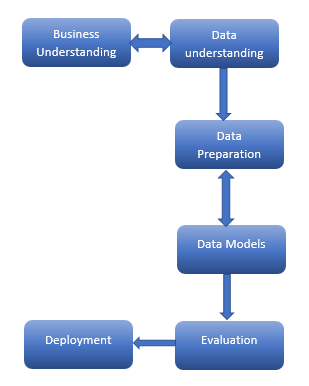 Business
Understanding
Data
understanding
Data
Preparation
Data Models
Evaluation
Deployment